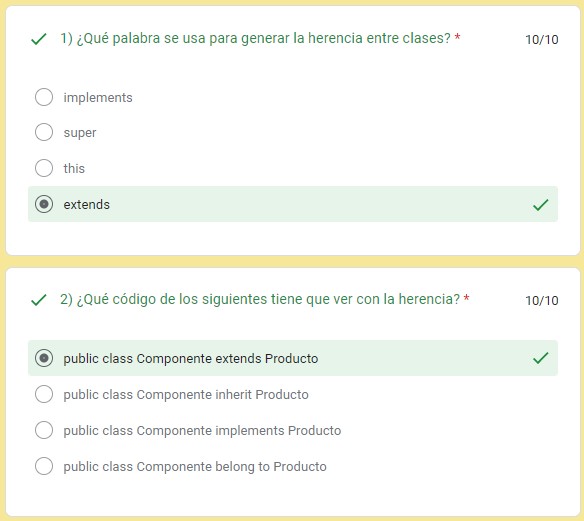 1) ¿Qué palabra se usa para generar la herencia entre clases? * 10/10
implements
super
this
extends
2) ¿Qué código de los siguientes tiene que ver con la herencia? * 10/10
public class Componente extends Producto
public class Componente inherit Producto
public class Componente implements Producto
public class Componente belong to Producto